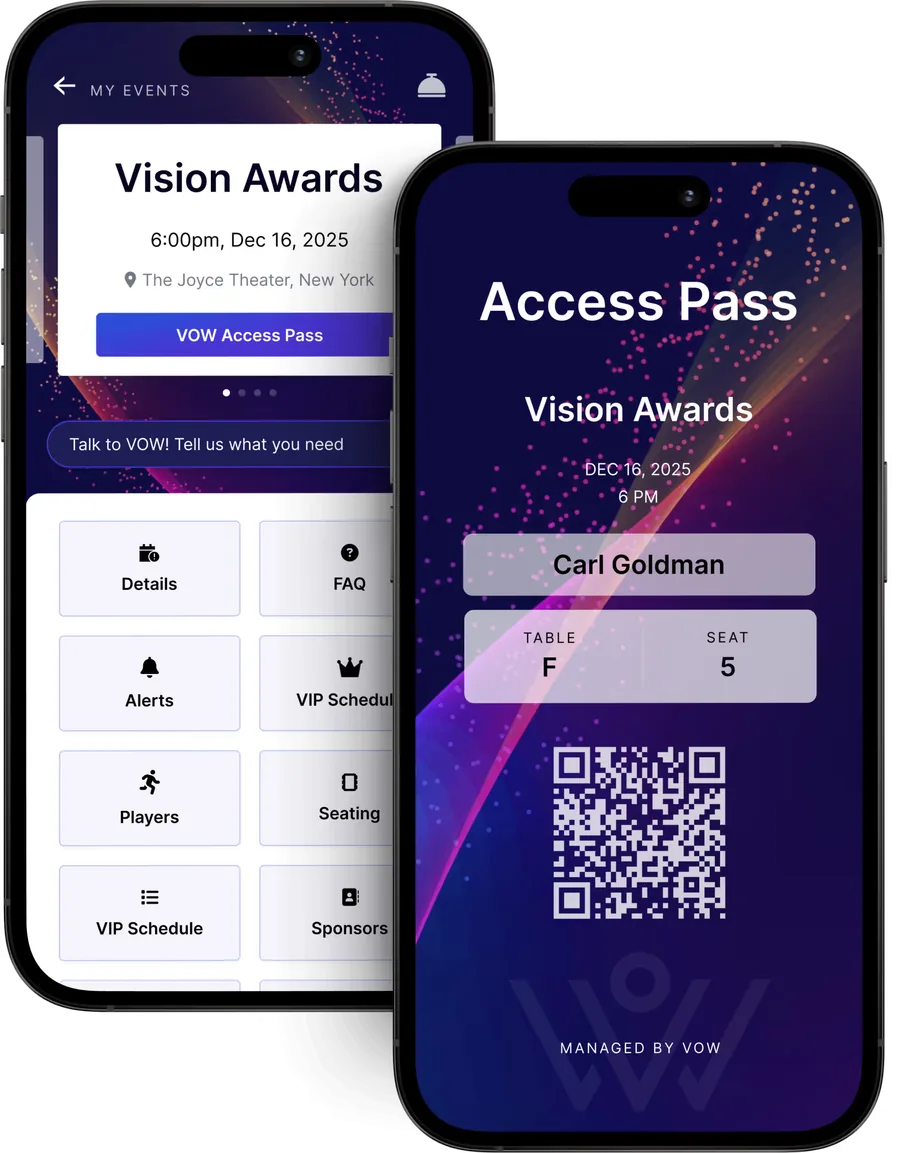 MY EVENTS
Vision Awards
6:00pm, Dec 16, 2025
The Joyce Theater, New York
VOW Access Pass
Talk to VOW! Tell us what you need
Details
FAQ
Alerts
VIP Schedul
Players
Seating
VIP Schedule
Sponsors
Access Pass
Vision Awards
DEC 16, 2025
6 PM
Carl Goldman
TABLE
SEAT
F
5
VOW
MANAGED BY VOW